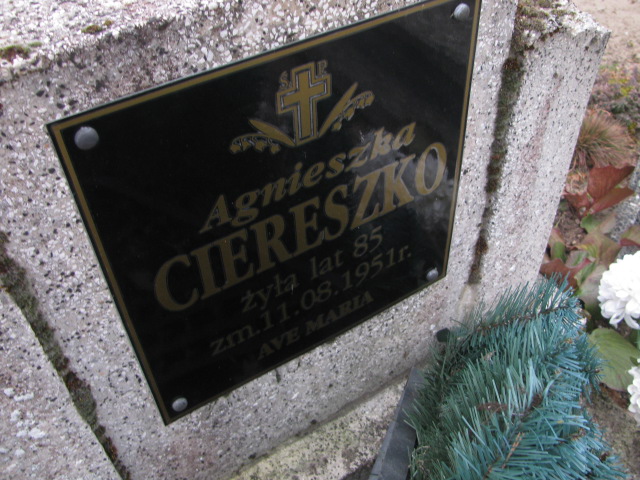 Ś P
Agnieszka
CIERESZKO
żyła lat 85
zm.11.08.1951r.
AVE MARIA